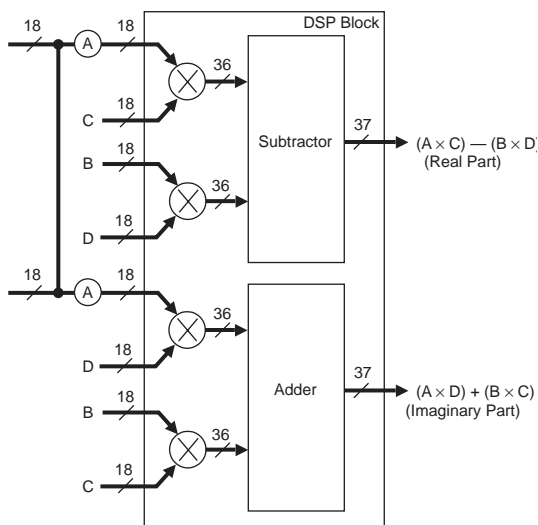 DSP Block
18
A
18
36
C
18
Subtractor
37
(A × C) — (B × D)
(Real Part)
B
18
36
D
18
18
A
18
36
D
18
Adder
37
(A × D) + (B × C)
(Imaginary Part)
B
18
36
C
18